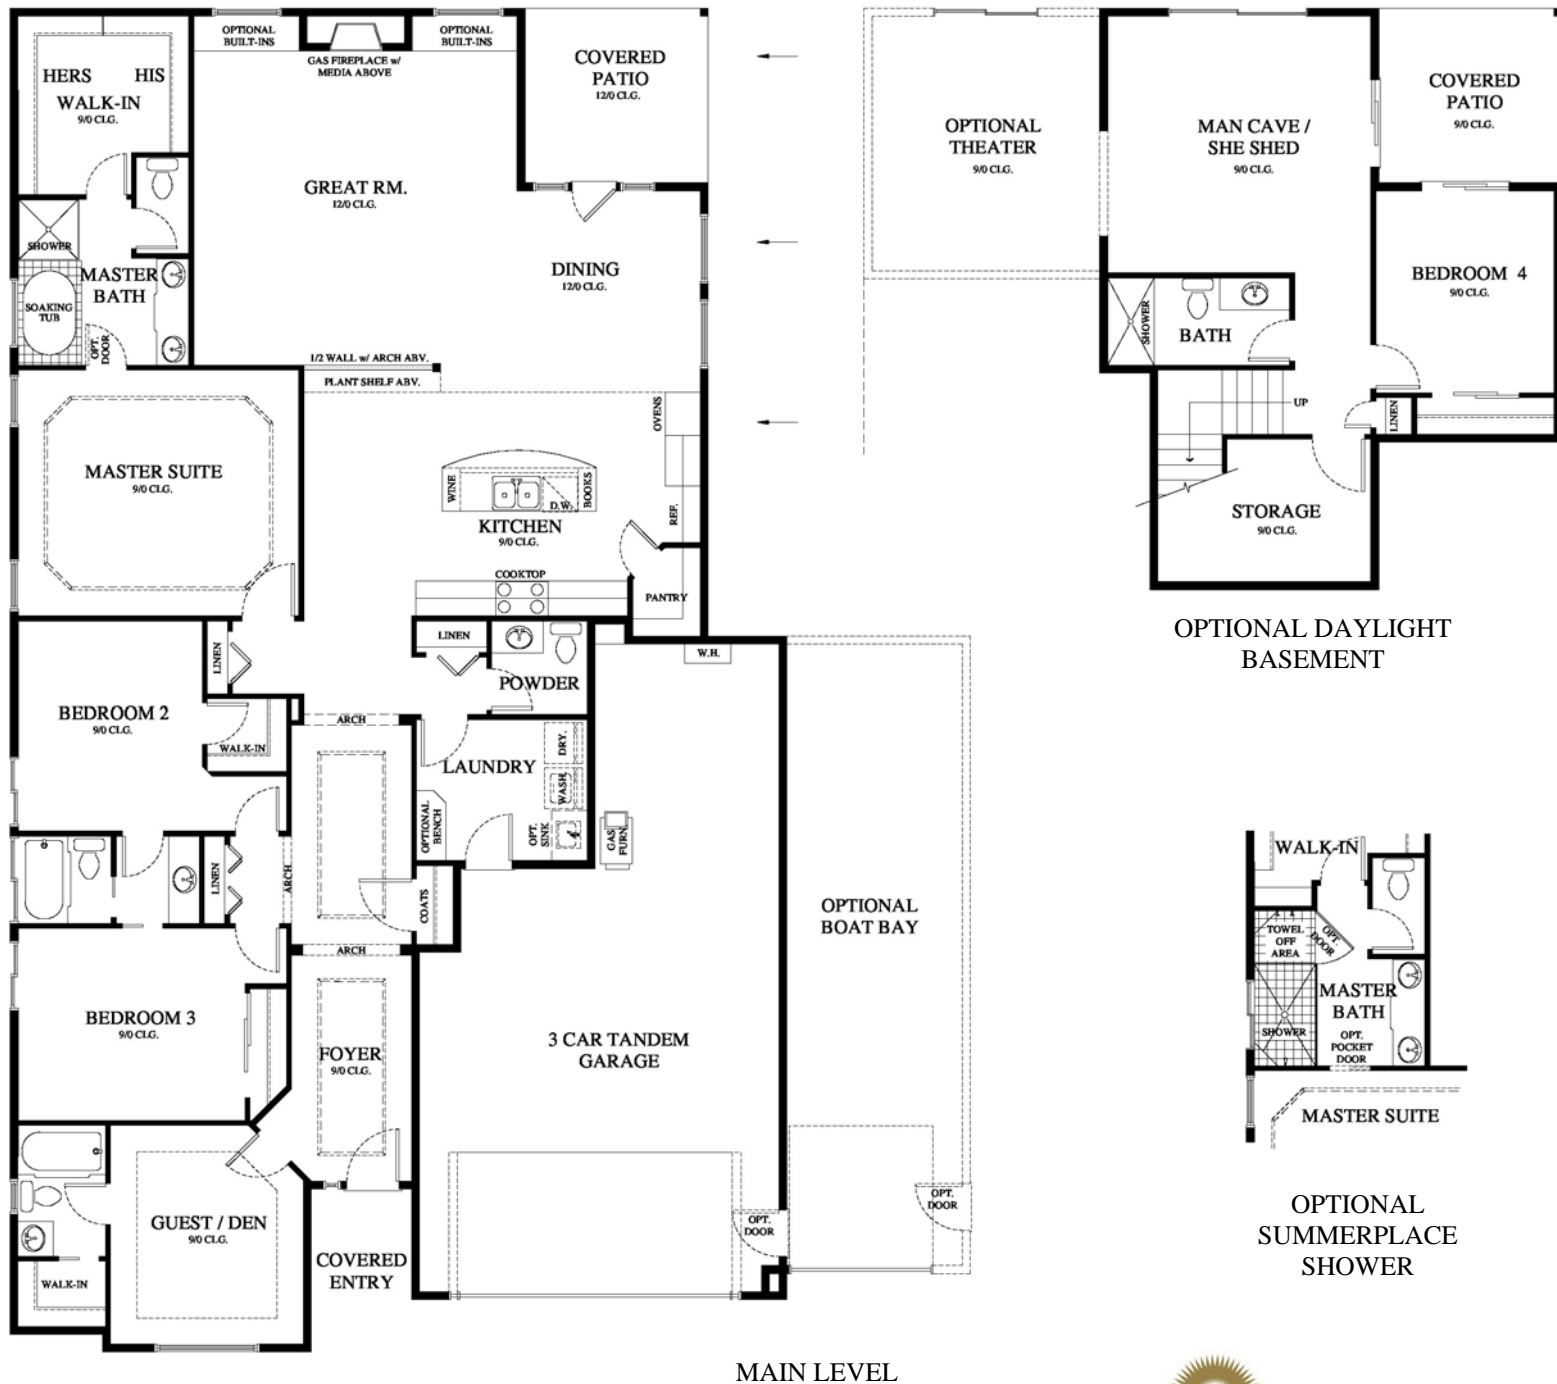 OPTIONAL
BUILT-INS
OPTIONAL
BUILT-INS
GAS FIREPLACE w/
MEDIA ABOVE
HERS HIS
WALK-IN
9/0 CLG.
COVERED
PATIO
12/0 CLG.
GREAT RM.
12/0 CLG.
DINING
12/0 CLG.
SHOWER
MASTER
BATH
SOAKING
TUB
OPT.
DOOR
1/2 WALL w/ ARCH ABV.
PLANT SHELF ABV.
OVENS
MASTER SUITE
9/0 CLG.
WINE
D.W.
BOOKS
KITCHEN
9/0 CLG.
REF.
COOKTOP
PANTRY
LINEN
LINEN
POWDER
W.H.
BEDROOM 2
9/0 CLG.
WALK-IN
ARCH
LAUNDRY
DRY.
WASH.
OPTIONAL
BENCH
OPT.
SINK
GAS
FURN.
LINEN
ARCH
COATS
ARCH
OPTIONAL
BOAT BAY
BEDROOM 3
9/0 CLG.
FOYER
9/0 CLG.
3 CAR TANDEM
GARAGE
GUEST / DEN
9/0 CLG.
WALK-IN
COVERED
ENTRY
OPT.
DOOR
OPT.
DOOR
MAIN LEVEL
OPTIONAL
THEATER
9/0 CLG.
MAN CAVE /
SHE SHED
9/0 CLG.
COVERED
PATIO
9/0 CLG.
BEDROOM 4
9/0 CLG.
SHOWER
BATH
UP
LINEN
STORAGE
9/0 CLG.
OPTIONAL DAYLIGHT
BASEMENT
WALK-IN
TOWEL
OFF
AREA
OPT.
DOOR
MASTER
BATH
SHOWER
OPT.
POCKET
DOOR
MASTER SUITE
OPTIONAL
SUMMERPLACE
SHOWER